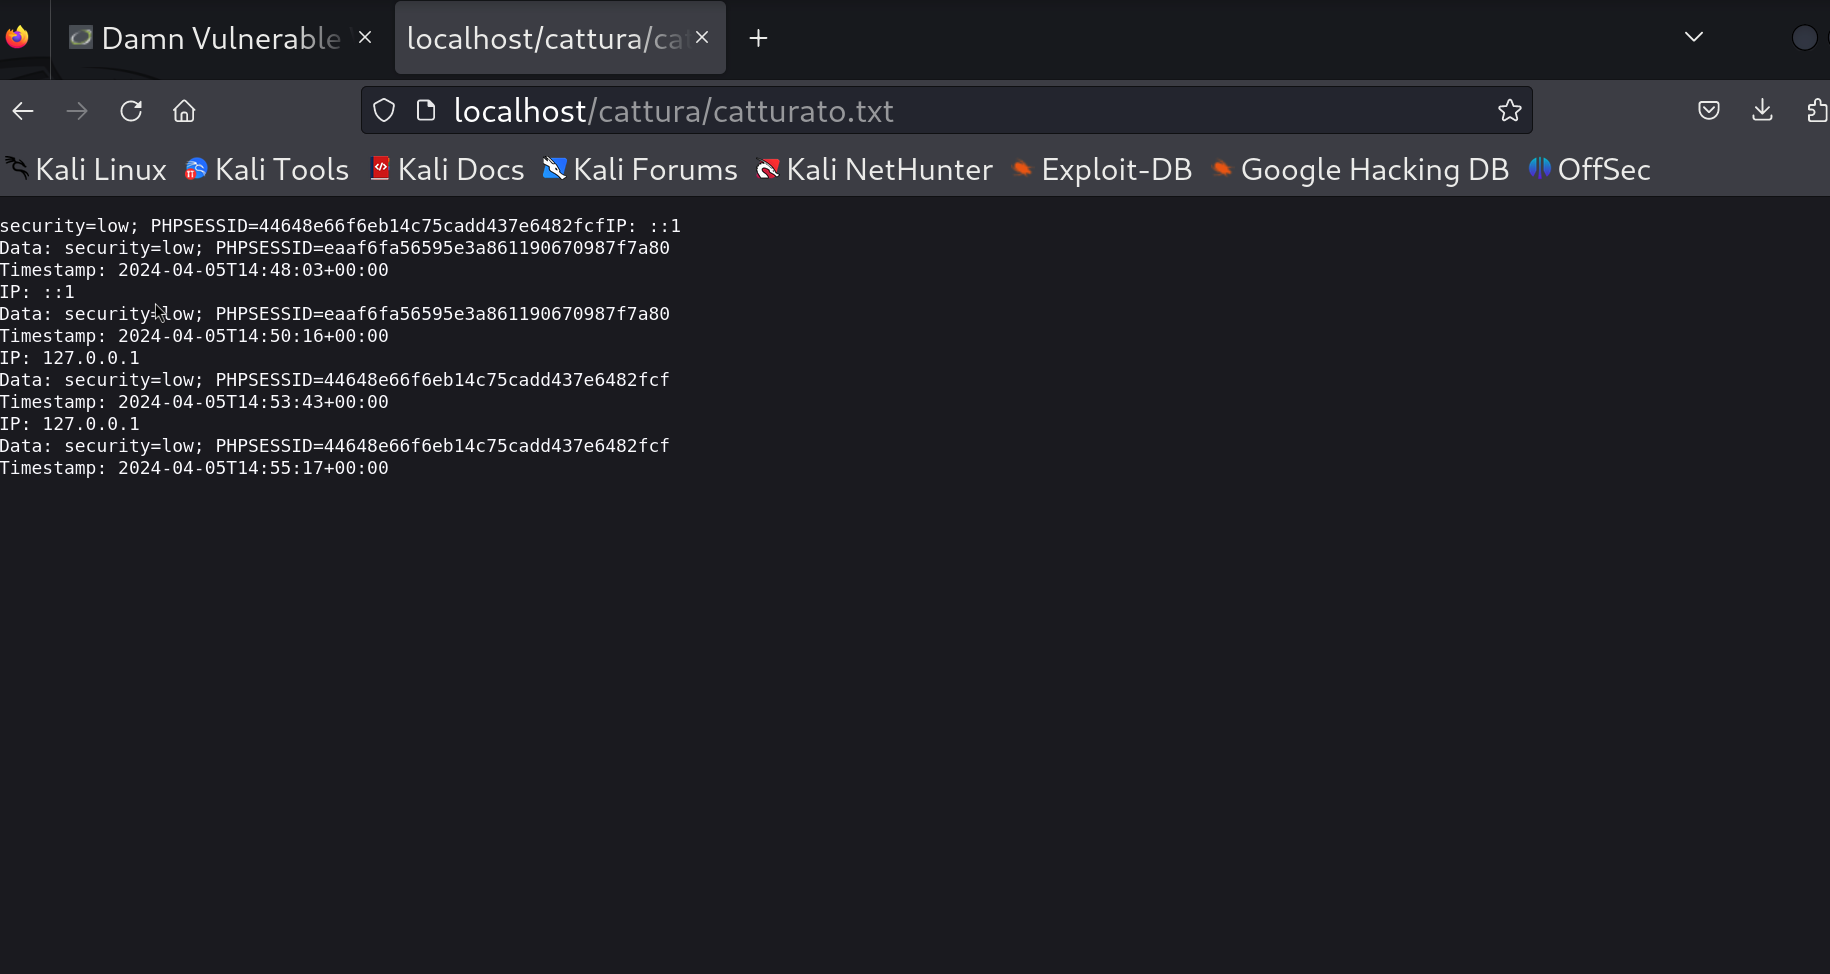 Damn Vulnerable
localhost/cattura/cat
localhost/cattura/catturato.txt
Kali Linux Kali Tools Kali Docs Kali Forums Kali NetHunter Exploit-DB Google Hacking DB OffSec
security=low; PHPSESSID=44648e66f6eb14c75cadd437e6482fcfIP: ::1
Data: security=low; PHPSESSID=eaaf6fa56595e3a861190670987f7a80
Timestamp: 2024-04-05T14:48:03+00:00
IP: ::1
Data: security=low; PHPSESSID=eaaf6fa56595e3a861190670987f7a80
Timestamp: 2024-04-05T14:50:16+00:00
IP: 127.0.0.1
Data: security=low; PHPSESSID=44648e66f6eb14c75cadd437e6482fcf
Timestamp: 2024-04-05T14:53:43+00:00
IP: 127.0.0.1
Data: security=low; PHPSESSID=44648e66f6eb14c75cadd437e6482fcf
Timestamp: 2024-04-05T14:55:17+00:00